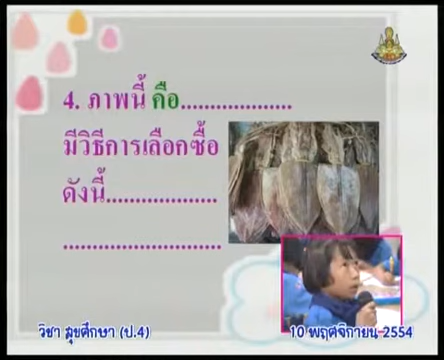 4. ภาพนี้ คือ...................
มีวิธีการเลือกซื้อ
ดังนี้...................
...........................
วิชา สุขศึกษา (ป.4)
10 พฤศจิกายน 2554